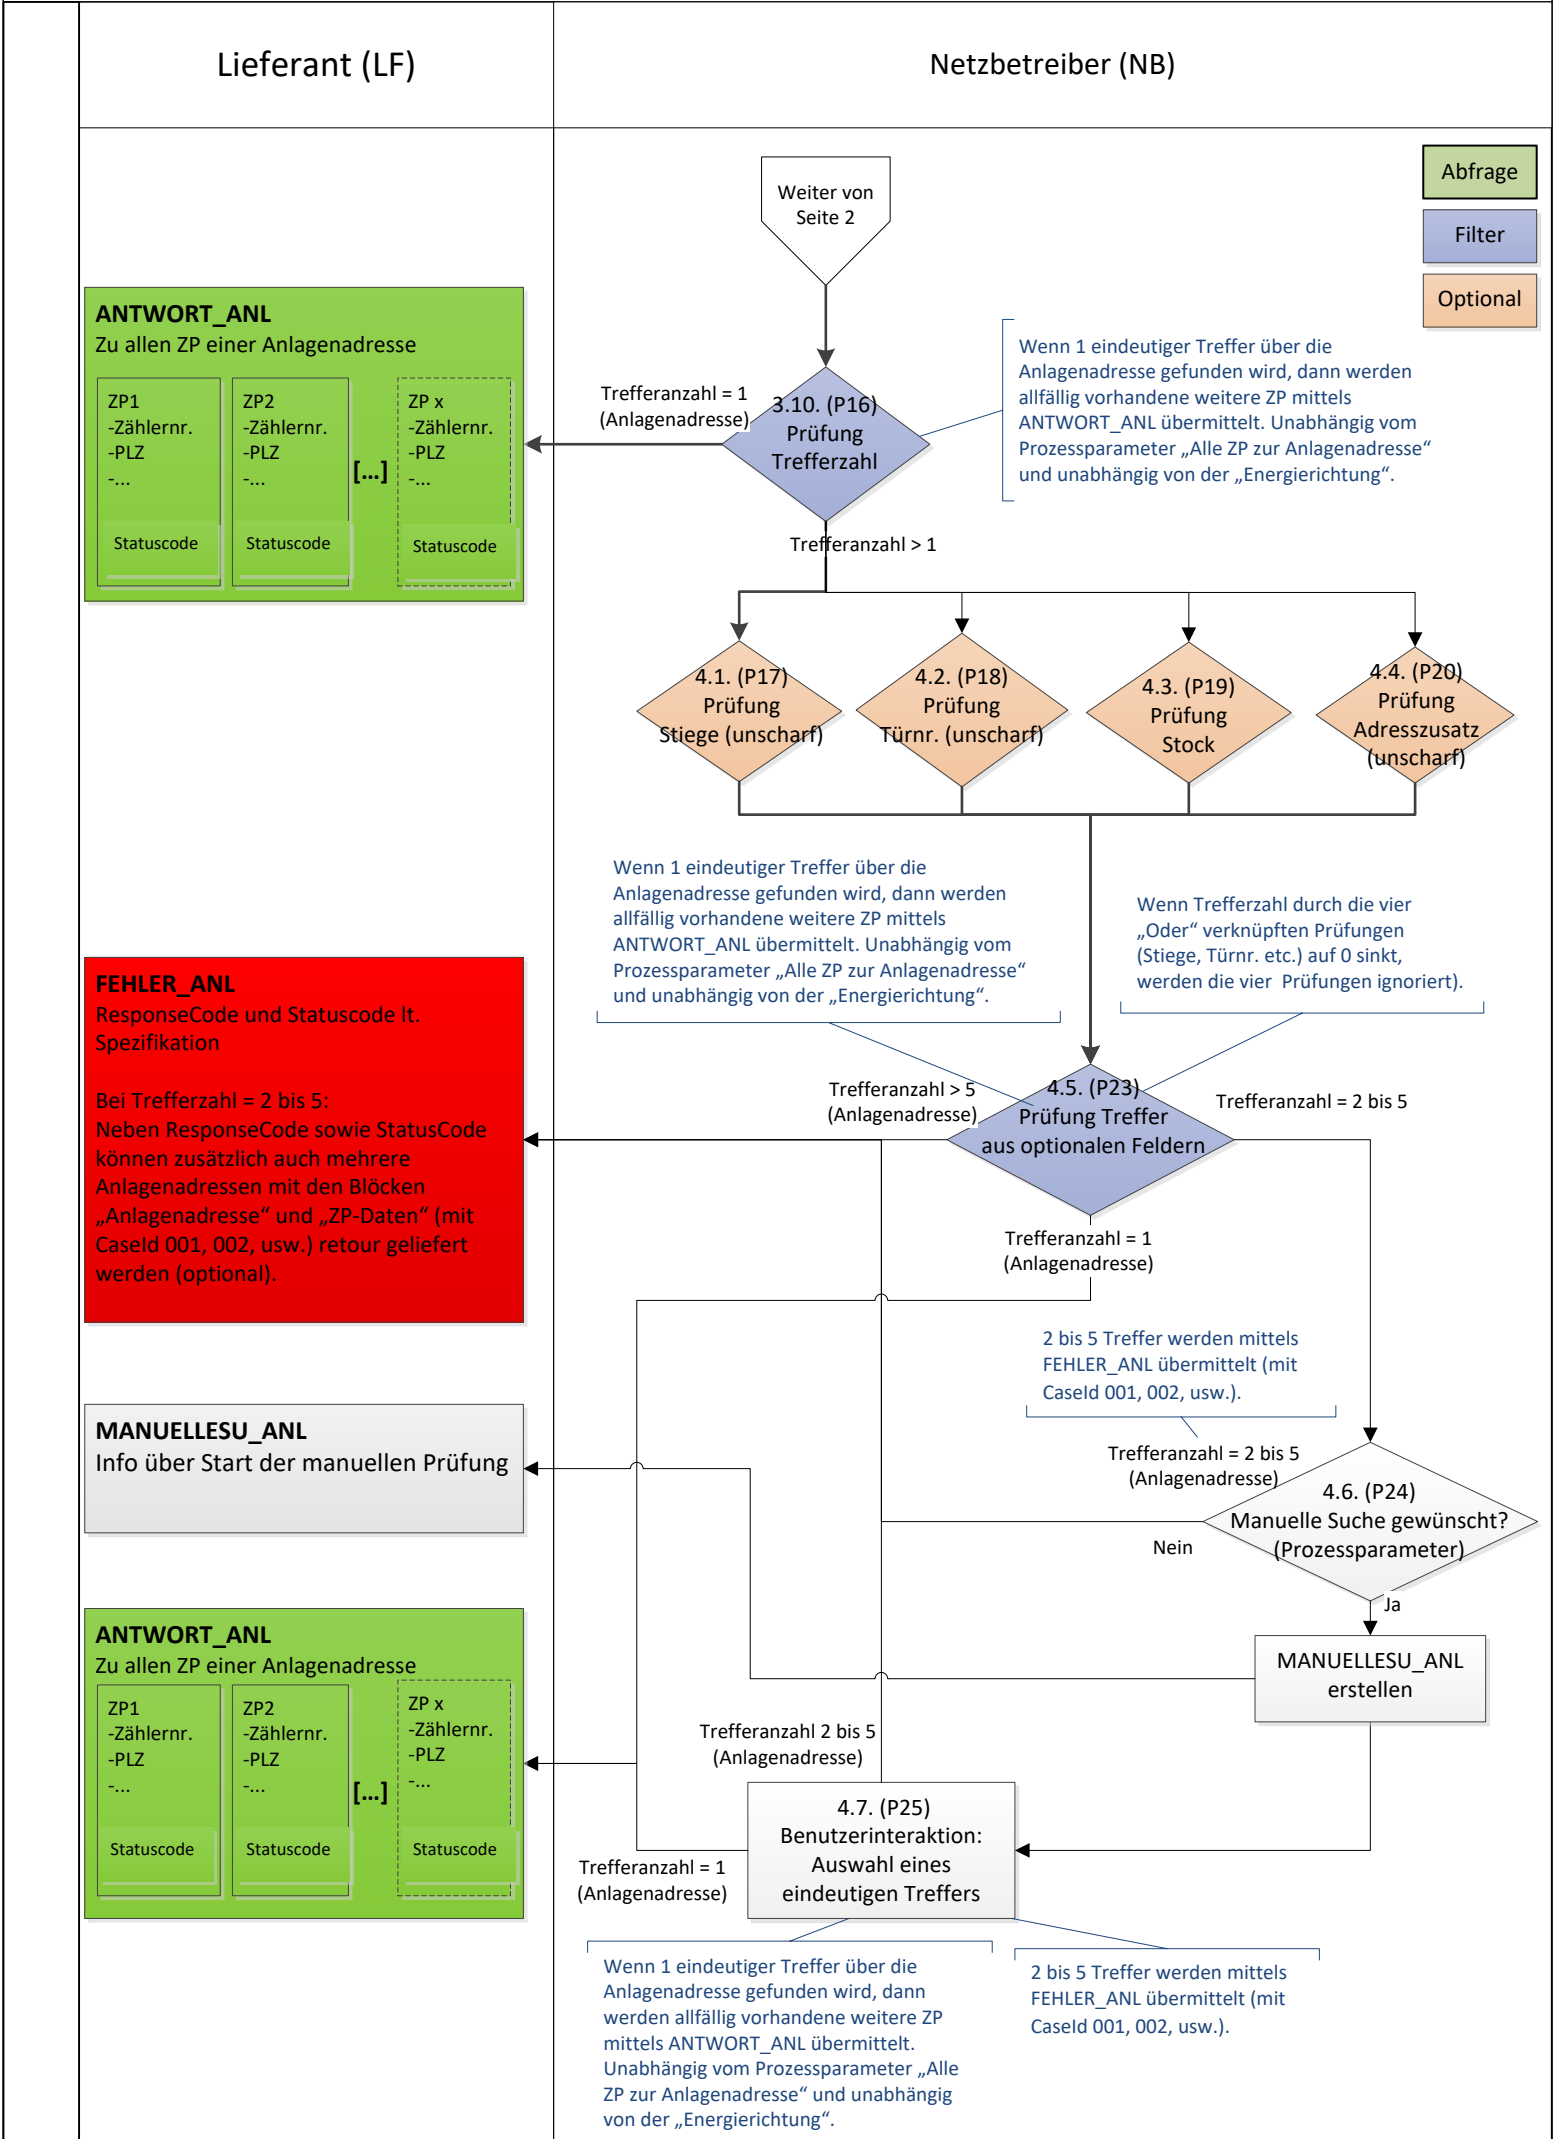 Lieferant (LF)
Netzbetreiber (NB)
Weiter von
Seite 2
Abfrage
Filter
Optional
ANTWORT_ANL
Zu allen ZP einer Anlagenadresse
ZP1
-Zählernr.
-PLZ
-...
Statuscode
ZP2
-Zählernr.
-PLZ
-...
Statuscode
[...]
ZP x
-Zählernr.
-PLZ
-...
Statuscode
Trefferanzahl = 1
(Anlagenadresse)
3.10. (P16)
Prüfung
Trefferzahl
Wenn 1 eindeutiger Treffer über die
Anlagenadresse gefunden wird, dann werden
allfällig vorhandene weitere ZP mittels
ANTWORT_ANL übermittelt. Unabhängig vom
Prozessparameter „Alle ZP zur Anlagenadresse“
und unabhängig von der „Energierichtung“.
Trefferanzahl > 1
4.1. (P17)
Prüfung
Stiege (unscharf)
4.2. (P18)
Prüfung
Türnr. (unscharf)
4.3. (P19)
Prüfung
Stock
4.4. (P20)
Prüfung
Adresszusatz
(unscharf)
Wenn 1 eindeutiger Treffer über die
Anlagenadresse gefunden wird, dann werden
allfällig vorhandene weitere ZP mittels
ANTWORT_ANL übermittelt. Unabhängig vom
Prozessparameter „Alle ZP zur Anlagenadresse“
und unabhängig von der „Energierichtung“.
Wenn Trefferzahl durch die vier
„Oder“ verknüpften Prüfungen
(Stiege, Türnr. etc.) auf 0 sinkt,
werden die vier  Prüfungen ignoriert).
FEHLER_ANL
ResponseCode und Statuscode lt.
Spezifikation
Bei Trefferzahl = 2 bis 5:
Neben ResponseCode sowie StatusCode
können zusätzlich auch mehrere
Anlagenadressen mit den Blöcken
„Anlagenadresse“ und „ZP-Daten“ (mit
CaseId 001, 002, usw.) retour geliefert
werden (optional).
Trefferanzahl > 5
(Anlagenadresse)
4.5. (P23)
Prüfung Treffer
aus optionalen Feldern
Trefferanzahl = 2 bis 5
Trefferanzahl = 1
(Anlagenadresse)
2 bis 5 Treffer werden mittels
FEHLER_ANL übermittelt (mit
CaseId 001, 002, usw.).
MANUELLESU_ANL
Info über Start der manuellen Prüfung
Trefferanzahl = 2 bis 5
(Anlagenadresse)
4.6. (P24)
Manuelle Suche gewünscht?
(Prozessparameter)
Nein
Ja
MANUELLESU_ANL
erstellen
ANTWORT_ANL
Zu allen ZP einer Anlagenadresse
ZP1
-Zählernr.
-PLZ
-...
Statuscode
ZP2
-Zählernr.
-PLZ
-...
Statuscode
[...]
ZP x
-Zählernr.
-PLZ
-...
Statuscode
Trefferanzahl 2 bis 5
(Anlagenadresse)
4.7. (P25)
Benutzerinteraktion:
Auswahl eines
eindeutigen Treffers
Trefferanzahl = 1
(Anlagenadresse)
Wenn 1 eindeutiger Treffer über die
Anlagenadresse gefunden wird, dann
werden allfällig vorhandene weitere ZP
mittels ANTWORT_ANL übermittelt.
Unabhängig vom Prozessparameter „Alle
ZP zur Anlagenadresse“ und unabhängig
von der „Energierichtung“.
2 bis 5 Treffer werden mittels
FEHLER_ANL übermittelt (mit
CaseId 001, 002, usw.).